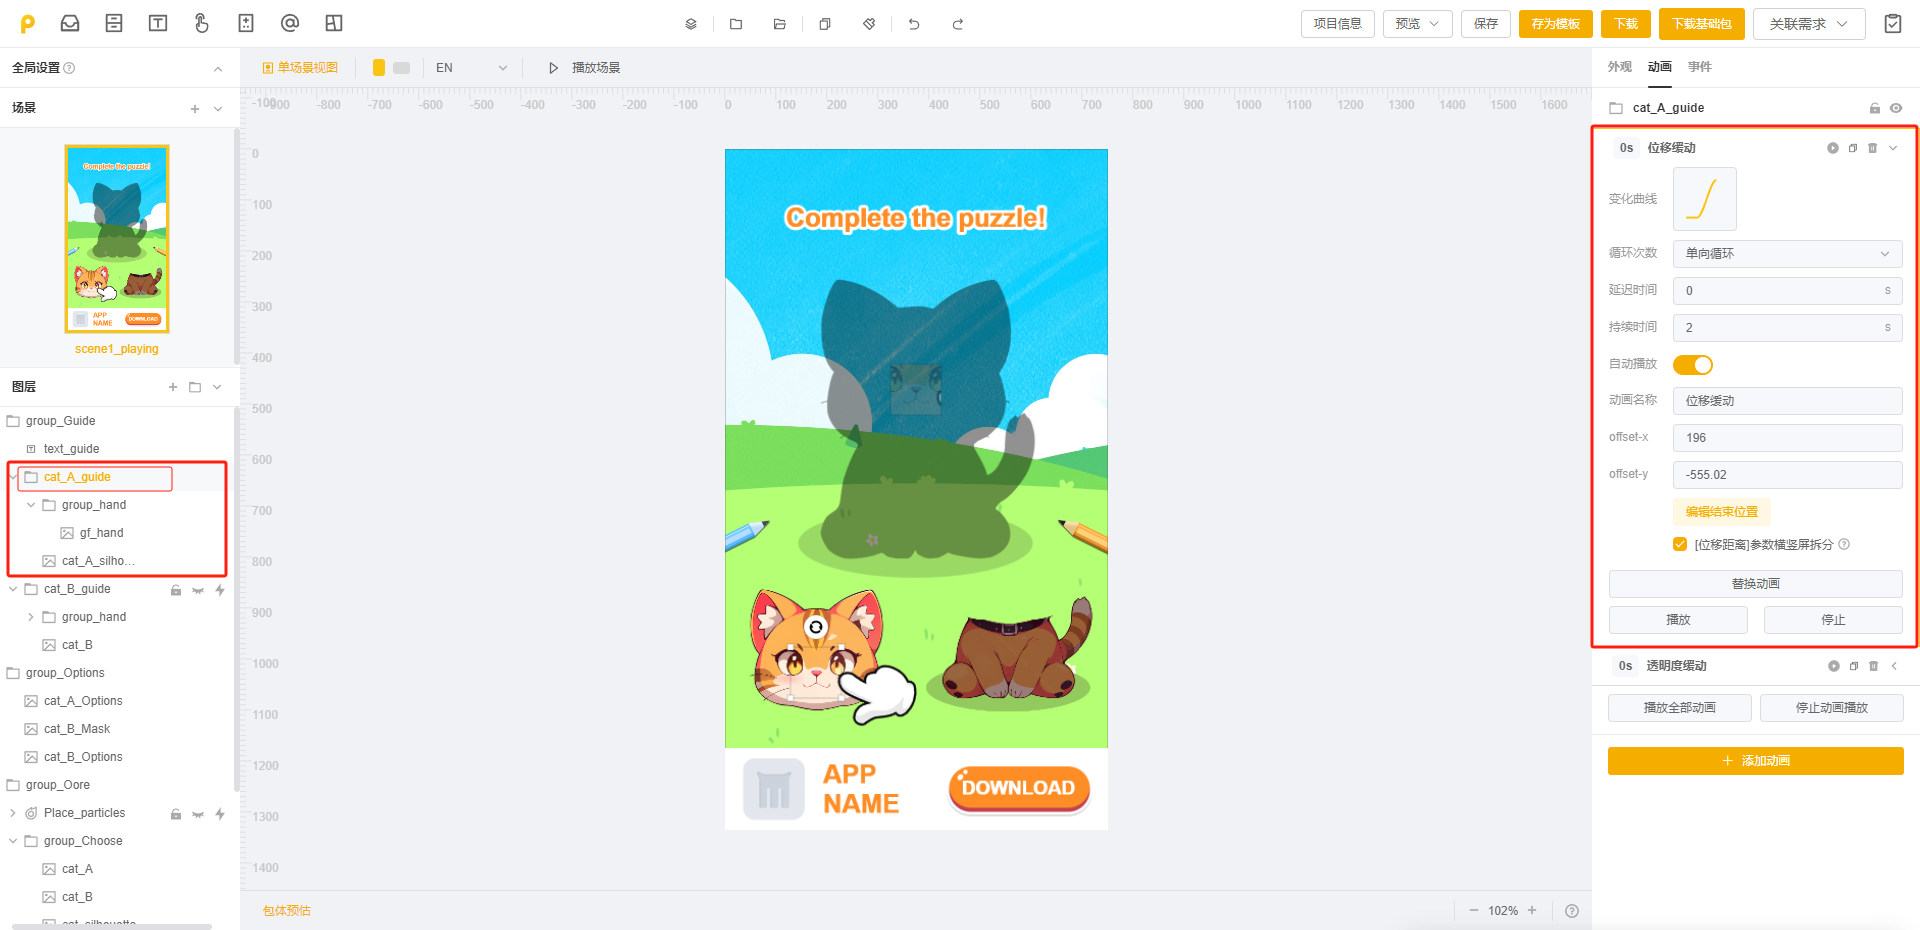 项目信息
预览
保存
存为模板
下载
下载基础包
关联需求
全局设置
单场景视图
EN
播放场景
外观
动画
事件
场景
-100
-900
-800
-700
-600
-500
-400
-300
-200
-100
0
100
200
300
400
500
600
700
800
900
1000
1100
1200
1300
1400
1500
1600
cat_A_guide
0s
位移缓动
变化曲线
循环次数
单向循环
延迟时间
0
s
持续时间
2
s
自动播放
动画名称
位移缓动
offset-x
196
offset-y
-555.02
编辑结束位置
[位移距离]参数横竖屏拆分
替换动画
播放
停止
0s
透明度缓动
播放全部动画
停止动画播放
+ 添加动画
Complete the puzzle!
APP
NAME
DOWNLOAD
scene1_playing
图层
group_Guide
text_guide
cat_A_guide
group_hand
gf_hand
cat_A_silho...
cat_B_guide
group_hand
cat_B
group_Options
cat_A_Options
cat_B_Mask
cat_B_Options
group_Oore
Place_particles
group_Choose
cat_A
cat_B
cat_silhouette
0
100
200
300
400
500
600
700
800
900
1000
1100
1200
1300
1400
Complete the puzzle!
APP
NAME
DOWNLOAD
包体预估
102%